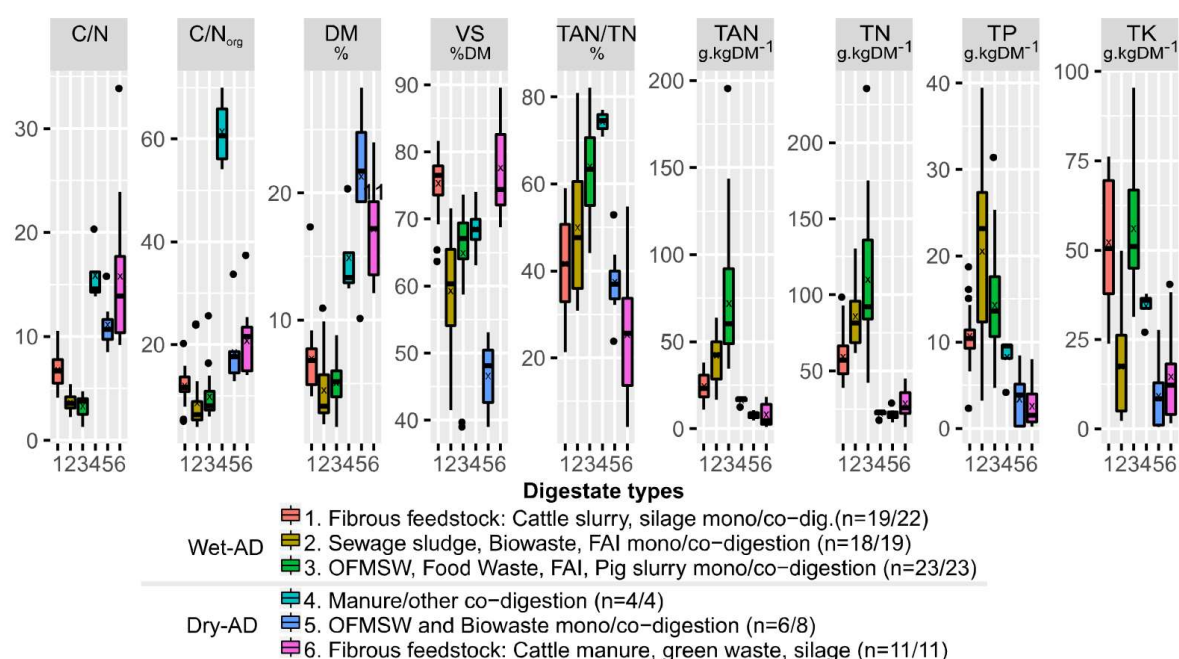 C/N C/Norg DM % VS %DM TAN/TN % TAN g.kgDM−1 TN g.kgDM−1 TP g.kgDM−1 TK g.kgDM−1
0 10 20 30
20 40 60
10 20
40 50 60 70 80 90
20 40 60 80
0 50 100 150 200
50 100 150 200
0 10 20 30 40
0 25 50 75 100
11
123456 123456 123456 123456 123456 123456 123456 123456 123456
Digestate types
Wet-AD
1. Fibrous feedstock: Cattle slurry, silage mono/co−dig.(n=19/22)
2. Sewage sludge, Biowaste, FAI mono/co−digestion (n=18/19)
3. OFMSW, Food Waste, FAI, Pig slurry mono/co−digestion (n=23/23)
Dry-AD
4. Manure/other co−digestion (n=4/4)
5. OFMSW and Biowaste mono/co−digestion (n=6/8)
6. Fibrous feedstock: Cattle manure, green waste, silage (n=11/11)